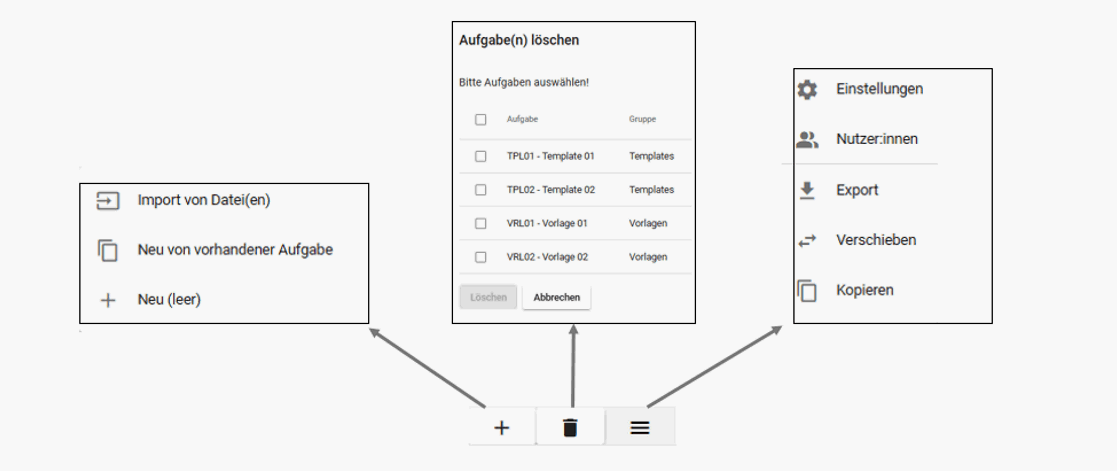 Aufgabe(n) löschen
Bitte Aufgaben auswählen!
Aufgabe Gruppe
TPL01 - Template 01 Templates
TPL02 - Template 02 Templates
VRL01 - Vorlage 01 Vorlagen
VRL02 - Vorlage 02 Vorlagen
Löschen Abbrechen
Import von Datei(en)
Neu von vorhandener Aufgabe
Neu (leer)
Einstellungen
Nutzer:innen
Export
Verschieben
Kopieren